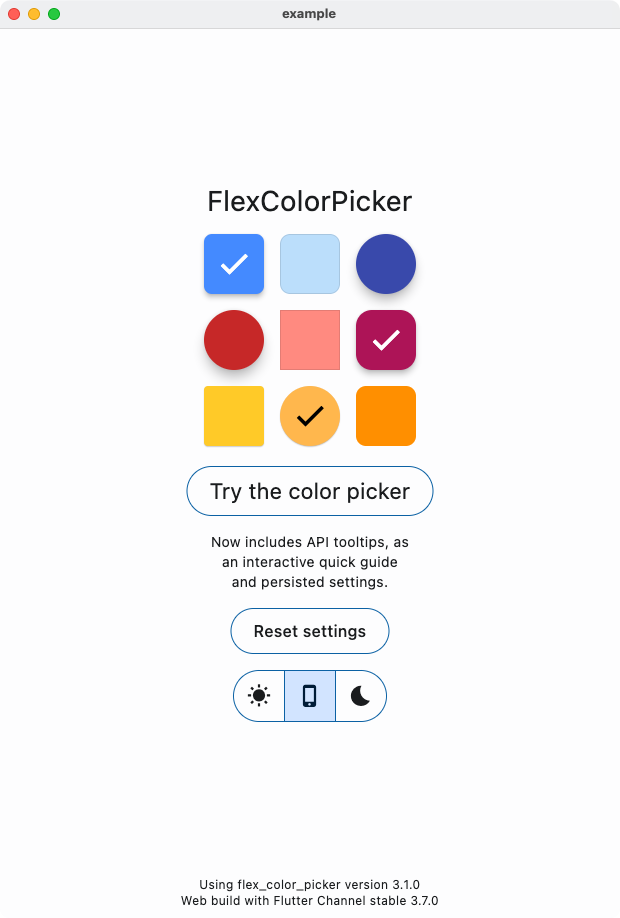 example
FlexColorPicker
Try the color picker
Now includes API tooltips, as
an interactive quick guide
and persisted settings.
Reset settings
Using flex_color_picker version 3.1.0
Web build with Flutter Channel stable 3.7.0